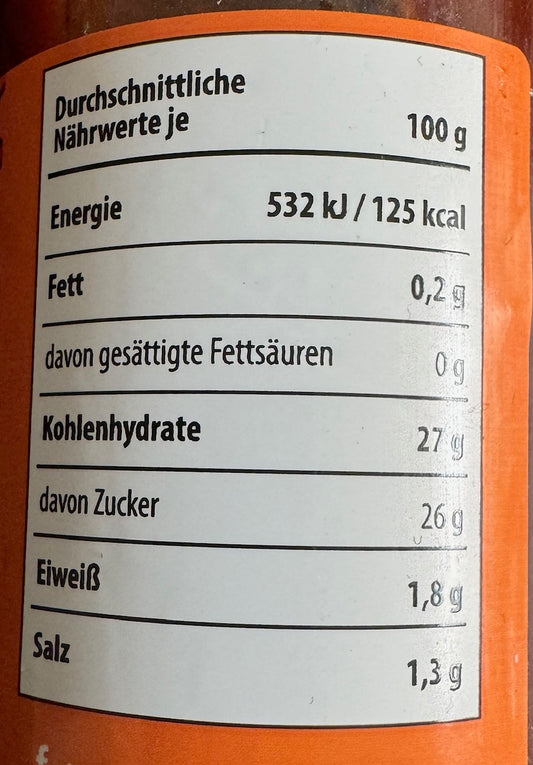 Durchschnittliche
Nährwerte je 100 g
Energie 532 kJ / 125 kcal
Fett 0,2 g
davon gesättigte Fettsäuren 0 g
Kohlenhydrate 27 g
davon Zucker 26 g
Eiweiß 1,8 g
Salz 1,3 g